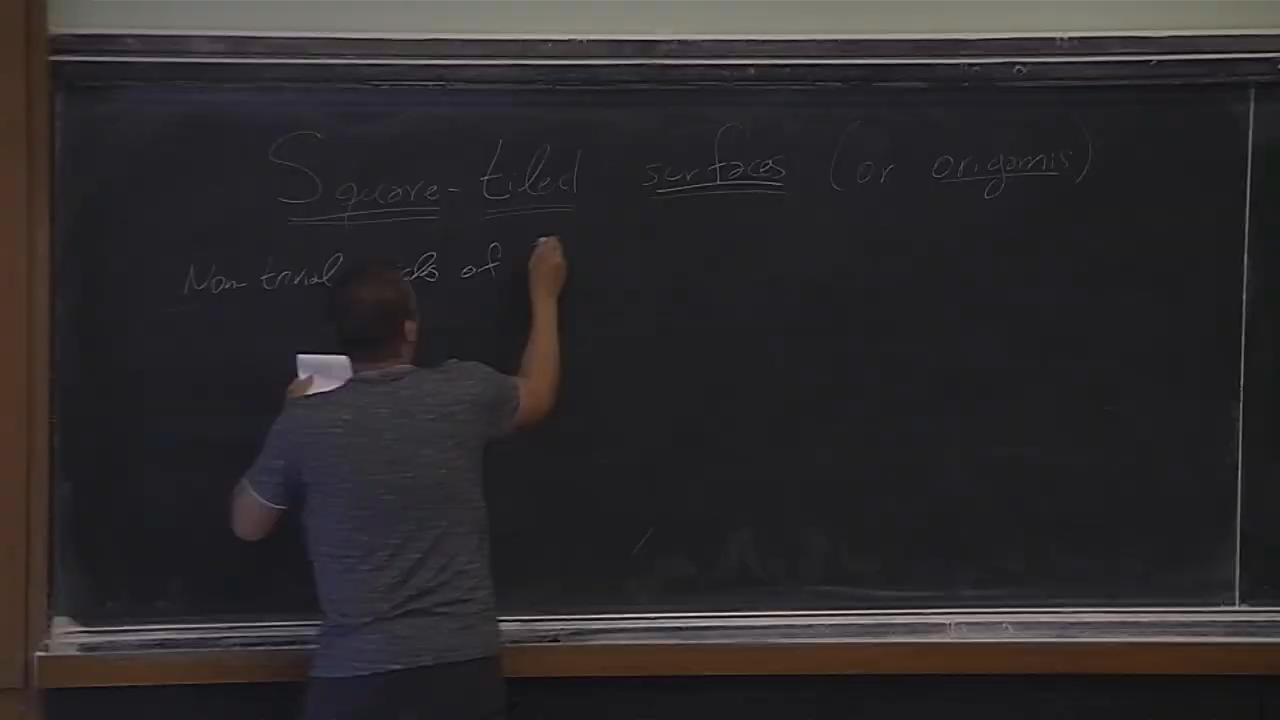 Square-tiled surfaces (or origamis)
Non trivial of